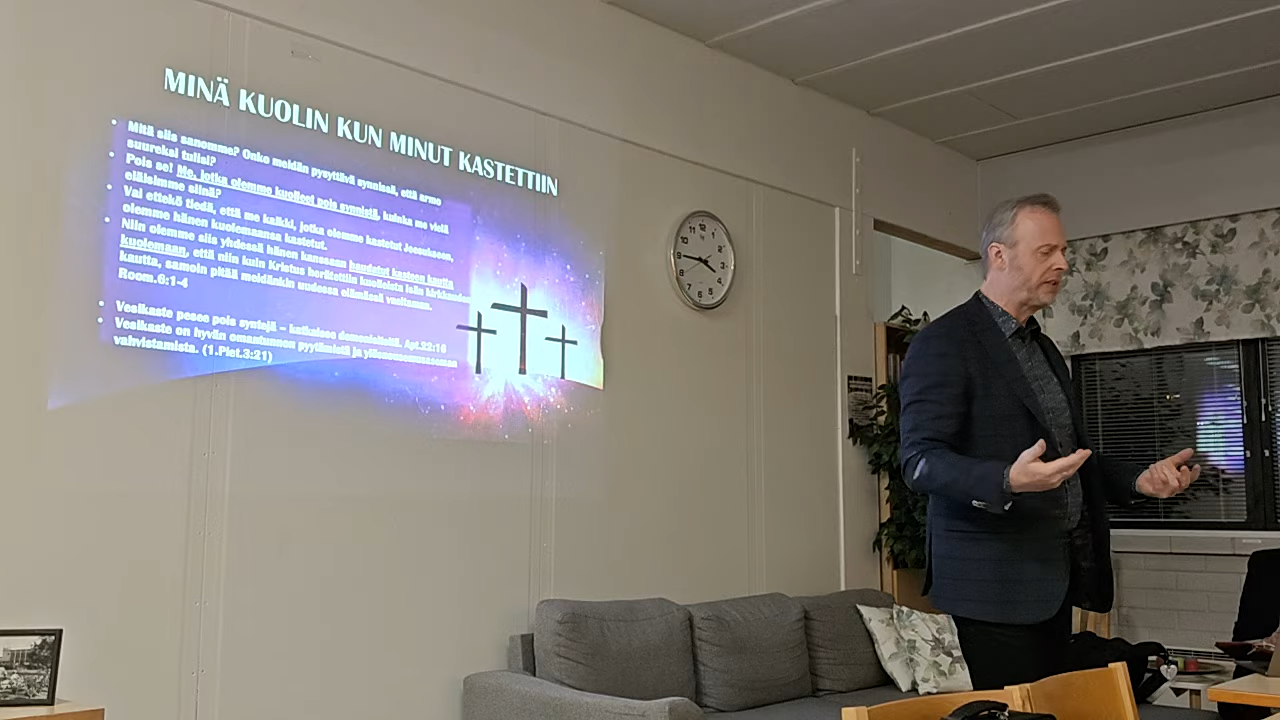 MINÄ KUOLIN KUN MINUT KASTETTIIN
• Mitä siis sanomme? Onko meidän pysyttävä synnissä, että armo
suureksi tulisi?
• Pois se! Me, jotka olemme kuolleet pois synnistä, kuinka me vielä
eläisimme siinä?
• Vai ettekö tiedä, että me kaikki, jotka olemme kastetut Jeesukseen,
olemme hänen kuolemaansa kastetut.
• Niin olemme siis yhdessä hänen kanssaan haudatut kasteen kautta
kuolemaan, että niin kuin Kristus herätettiin kuolleista Isän kirkkauden
kautta, samoin pitää meidänkin uudessa elämässä vaeltaman.
Room.6:1-4
• Vesikaste pesee pois syntejä – katkaisee demonisiteitä. Apt.22:16
• Vesikaste on hyvän omantunnon pyytämistä ja ylösnousemusaseman
vahvistamista. (1.Piet.3:21)